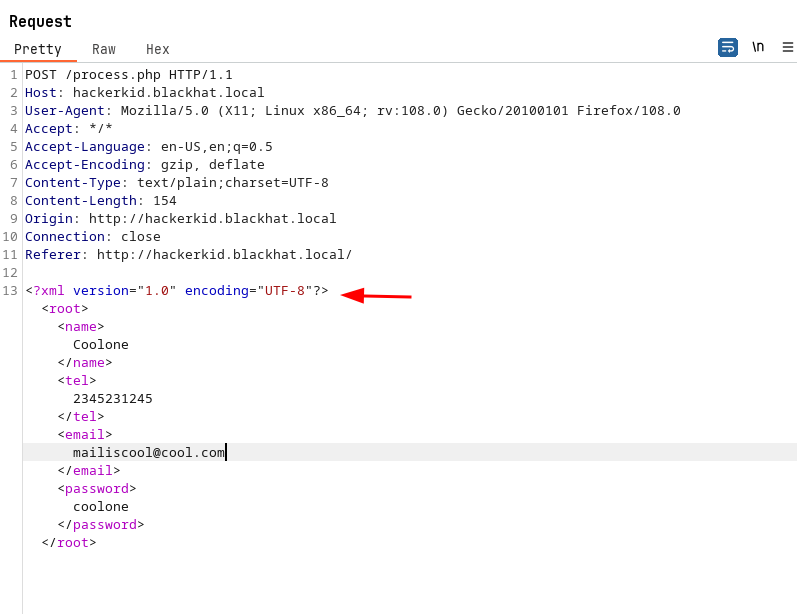 Request
Pretty Raw Hex \n
1 POST /process.php HTTP/1.1
2 Host: hackerkid.blackhat.local
3 User-Agent: Mozilla/5.0 (X11; Linux x86_64; rv:108.0) Gecko/20100101 Firefox/108.0
4 Accept: */*
5 Accept-Language: en-US,en;q=0.5
6 Accept-Encoding: gzip, deflate
7 Content-Type: text/plain;charset=UTF-8
8 Content-Length: 154
9 Origin: http://hackerkid.blackhat.local
10 Connection: close
11 Referer: http://hackerkid.blackhat.local/
12
13 <?xml version="1.0" encoding="UTF-8"?>
<root>
<name>
Coolone
</name>
<tel>
2345231245
</tel>
<email>
mailiscool@cool.com
</email>
<password>
coolone
</password>
</root>